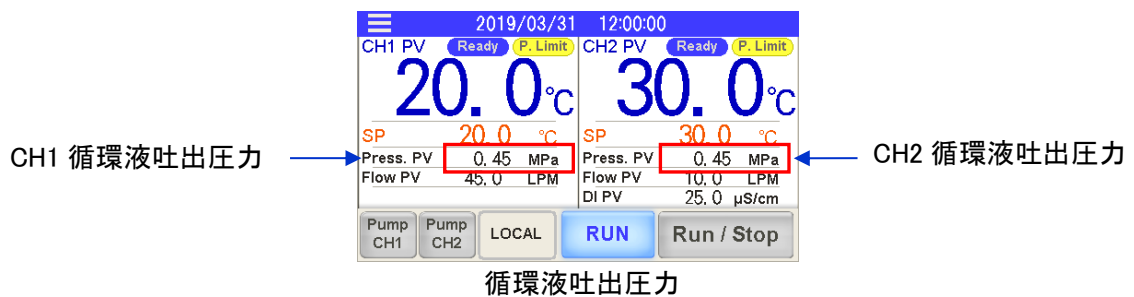 2019/03/31 12:00:00
CH1 PV Ready P. Limit CH2 PV Ready P. Limit
20. 0 °C 30. 0 °C
SP 20. 0 °C SP 30. 0 °C
CH1 循環液吐出圧力 Press. PV 0. 45 MPa Press. PV 0. 45 MPa CH2 循環液吐出圧力
Flow PV 45. 0 LPM Flow PV 10. 0 LPM
DI PV 25. 0 μS/cm
Pump CH1 Pump CH2 LOCAL RUN Run / Stop
循環液吐出圧力